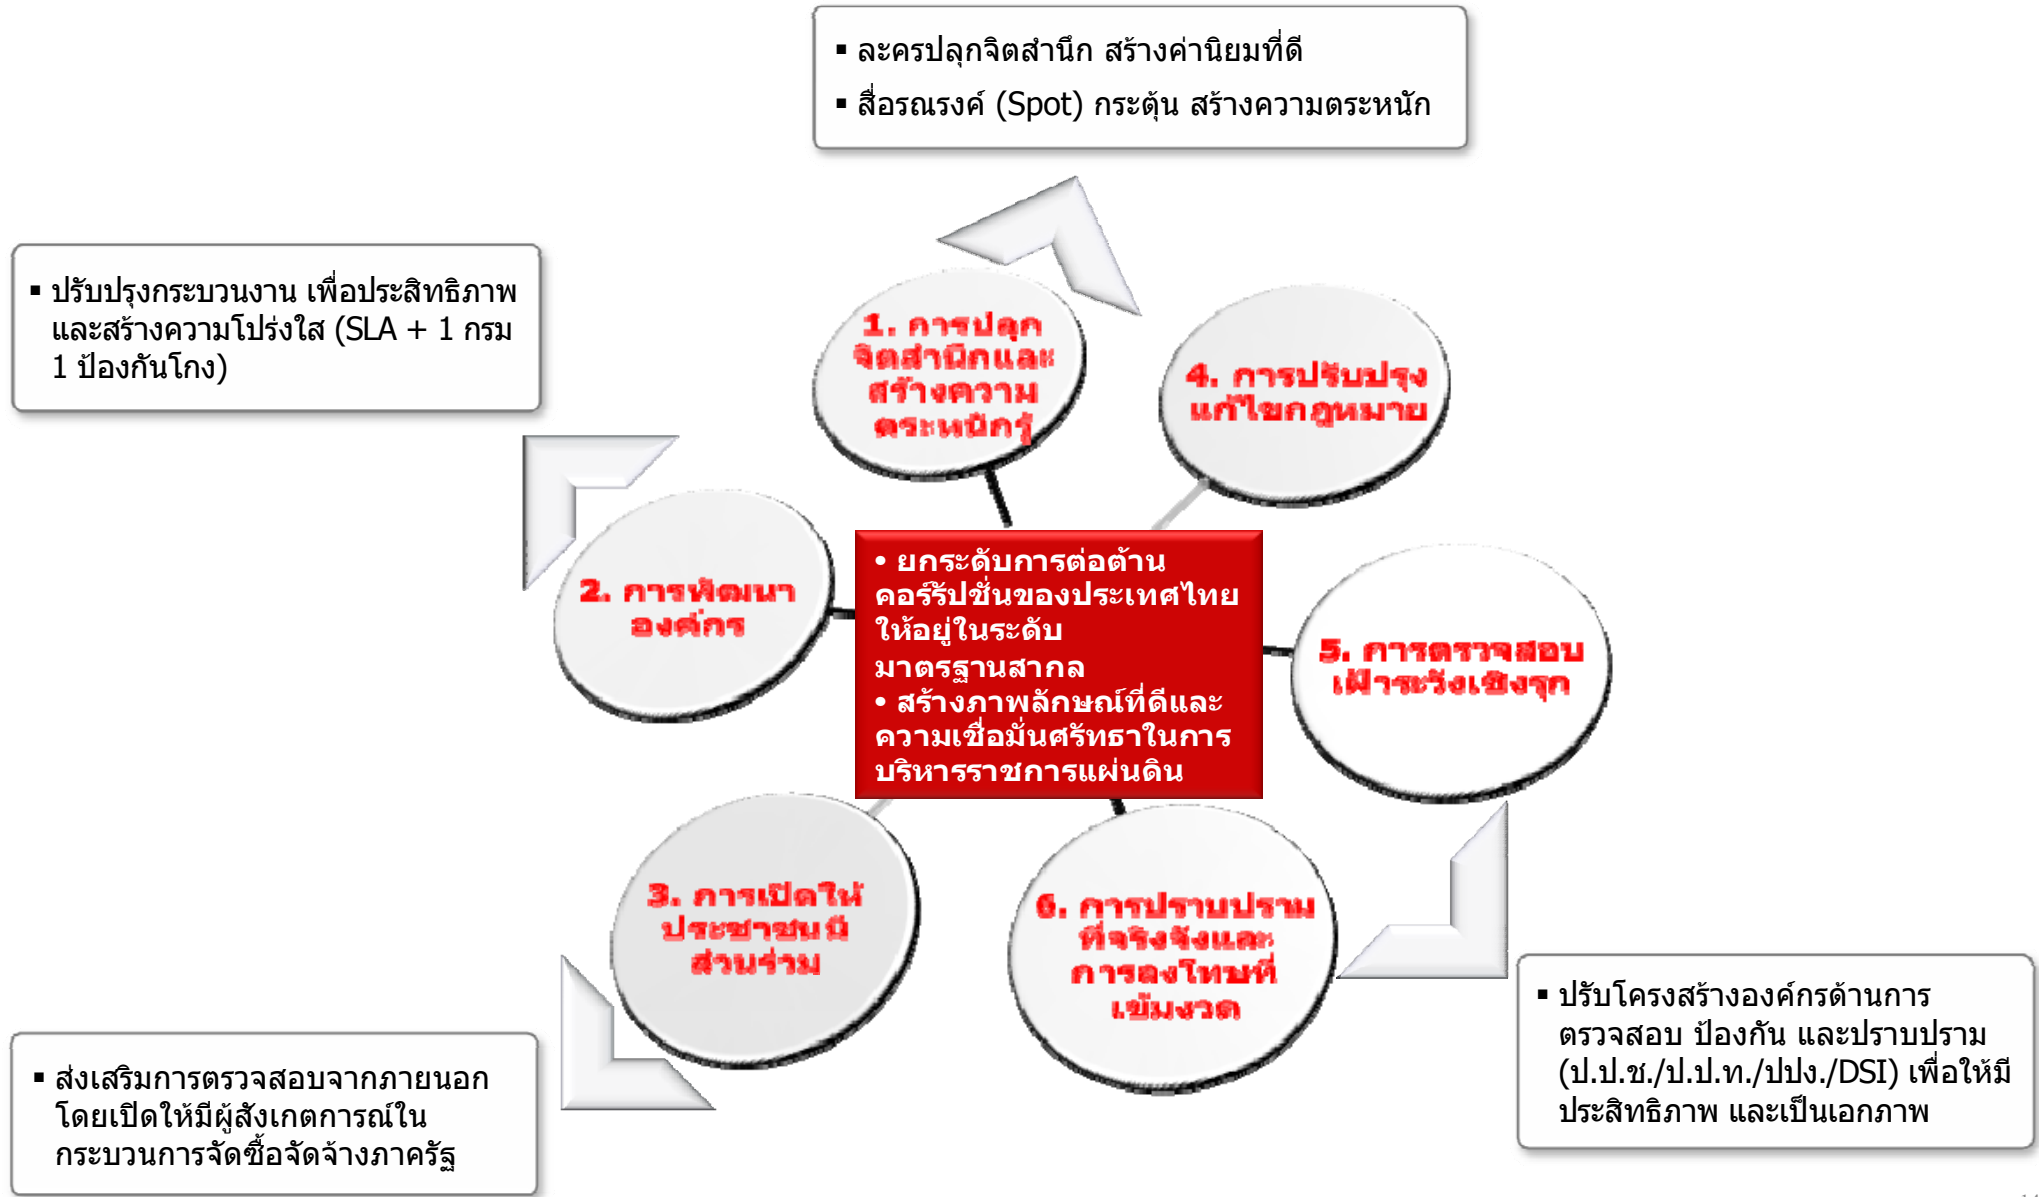 ▪ ละครปลุกจิตสำนึก สร้างค่านิยมที่ดี
▪ สื่อรณรงค์ (Spot) กระตุ้น สร้างความตระหนัก
▪ ปรับปรุงกระบวนงาน เพื่อประสิทธิภาพ
และสร้างความโปร่งใส (SLA + 1 กรม
1 ป้องกันโกง)
1. การปลุก
จิตสำนึกและ
สร้างความ
ตระหนักรู้
4. การปรับปรุง
แก้ไขกฎหมาย
2. การพัฒนา
องค์กร
• ยกระดับการต่อต้าน
คอร์รัปชั่นของประเทศไทย
ให้อยู่ในระดับ
มาตรฐานสากล
• สร้างภาพลักษณ์ที่ดีและ
ความเชื่อมั่นศรัทธาในการ
บริหารราชการแผ่นดิน
5. การตรวจสอบ
เฝ้าระวังเชิงรุก
3. การเปิดให้
ประชาชนมี
ส่วนร่วม
6. การปราบปราม
ที่จริงจังและ
การลงโทษที่
เข้มงวด
▪ ส่งเสริมการตรวจสอบจากภายนอก
โดยเปิดให้มีผู้สังเกตการณ์ใน
กระบวนการจัดซื้อจัดจ้างภาครัฐ
▪ ปรับโครงสร้างองค์กรด้านการ
ตรวจสอบ ป้องกัน และปราบปราม
(ป.ป.ช./ป.ป.ท./ปปง./DSI) เพื่อให้มี
ประสิทธิภาพ และเป็นเอกภาพ